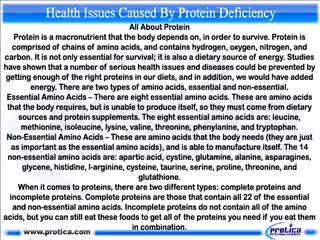 Health Issues Caused By Protein Deficiency
All About Protein
Protein is a macronutrient that the body depends on, in order to survive. Protein is
comprised of chains of amino acids, and contains hydrogen, oxygen, nitrogen, and
carbon. It is not only essential for survival; it is also a dietary source of energy. Studies
have shown that a number of serious health issues and diseases could be prevented by
getting enough of the right proteins in our diets, and in addition, we would have added
energy. There are two types of amino acids, essential and non-essential.
Essential Amino Acids – There are eight essential amino acids. These are amino acids
that the body requires, but is unable to produce itself, so they must come from dietary
sources and protein supplements. The eight essential amino acids are: leucine,
methionine, isoleucine, lysine, valine, threonine, phenylanine, and tryptophan.
Non-Essential Amino Acids – These are amino acids that the body needs (they are just
as important as the essential amino acids), and is able to manufacture itself. The 14
non-essential amino acids are: apartic acid, cystine, glutamine, alanine, asparagines,
glycene, histidine, l-arginine, cysteine, taurine, serine, proline, threonine, and
glutathione.
When it comes to proteins, there are two different types: complete proteins and
incomplete proteins. Complete proteins are those that contain all 22 of the essential
and non-essential amino acids. Incomplete proteins do not contain all of the amino
acids, but you can still eat these foods to get all of the proteins you need if you eat them
in combination.
www.protica.com
protica